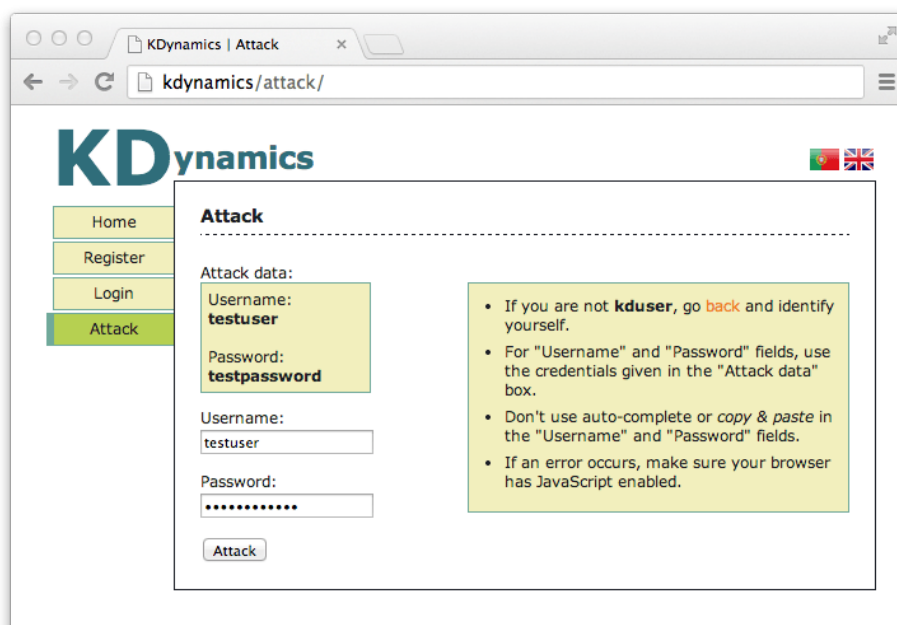 KDynamics | Attack
kdynamics/attack/
KDynamics
Home
Register
Login
Attack
Attack
Attack data:
Username:
testuser
Password:
testpassword
Username:
testuser
Password:
••••••••••••
Attack
• If you are not kduser, go back and identify
yourself.
• For "Username" and "Password" fields, use
the credentials given in the "Attack data"
box.
• Don't use auto-complete or copy & paste in
the "Username" and "Password" fields.
• If an error occurs, make sure your browser
has JavaScript enabled.